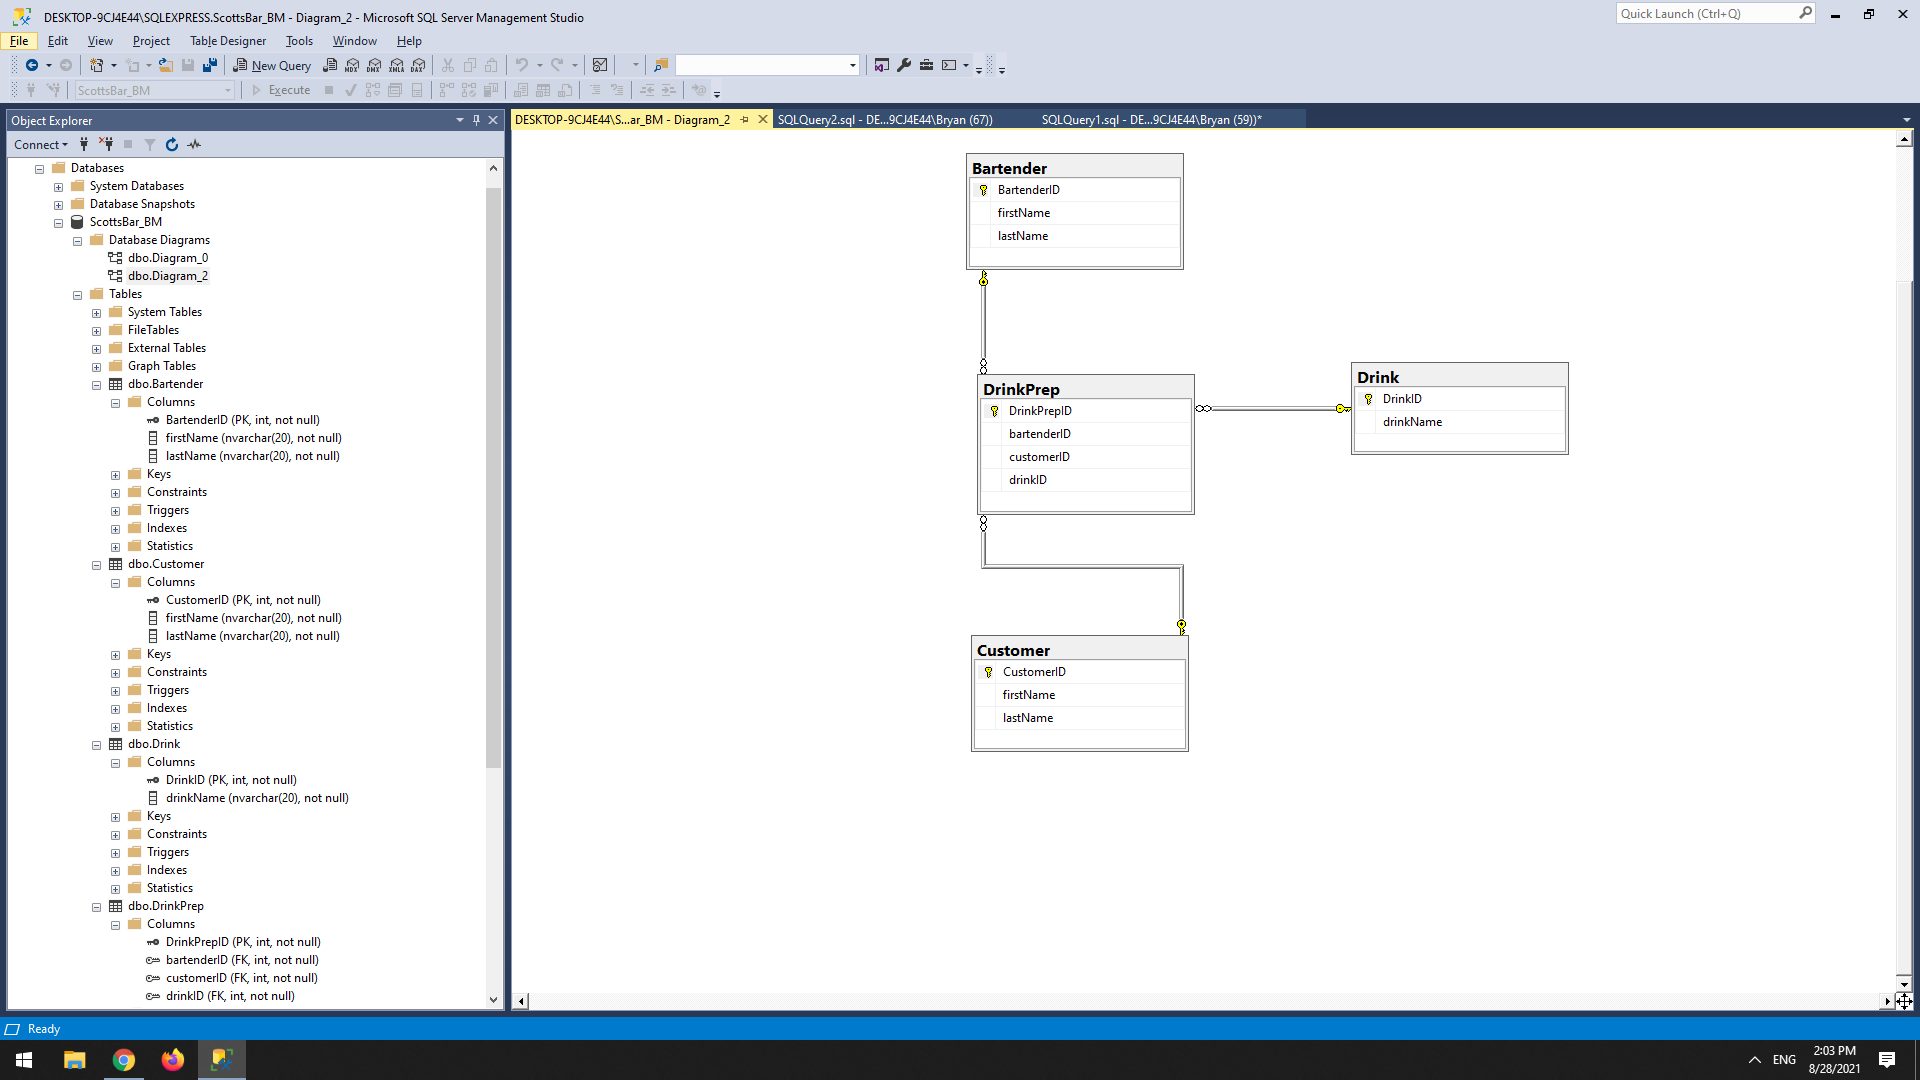 DESKTOP-9CJ4E44\SQLEXPRESS.ScottsBar_BM - Diagram_2 - Microsoft SQL Server Management Studio
Quick Launch (Ctrl+Q)
File Edit View Project Table Designer Tools Window Help
New Query MDX DMX XMLA DAX
ScottsBar_BM Execute
Object Explorer
Connect
Databases
System Databases
Database Snapshots
ScottsBar_BM
Database Diagrams
dbo.Diagram_0
dbo.Diagram_2
Tables
System Tables
FileTables
External Tables
Graph Tables
dbo.Bartender
Columns
BartenderID (PK, int, not null)
firstName (nvarchar(20), not null)
lastName (nvarchar(20), not null)
Keys
Constraints
Triggers
Indexes
Statistics
dbo.Customer
Columns
CustomerID (PK, int, not null)
firstName (nvarchar(20), not null)
lastName (nvarchar(20), not null)
Keys
Constraints
Triggers
Indexes
Statistics
dbo.Drink
Columns
DrinkID (PK, int, not null)
drinkName (nvarchar(20), not null)
Keys
Constraints
Triggers
Indexes
Statistics
dbo.DrinkPrep
Columns
DrinkPrepID (PK, int, not null)
bartenderID (FK, int, not null)
customerID (FK, int, not null)
drinkID (FK, int, not null)
DESKTOP-9CJ4E44\S...ar_BM - Diagram_2 SQLQuery2.sql - DE...9CJ4E44\Bryan (67)) SQLQuery1.sql - DE...9CJ4E44\Bryan (59))*
Bartender
BartenderID
firstName
lastName
DrinkPrep
DrinkPrepID
bartenderID
customerID
drinkID
Drink
DrinkID
drinkName
Customer
CustomerID
firstName
lastName
Ready
ENG
2:03 PM
8/28/2021